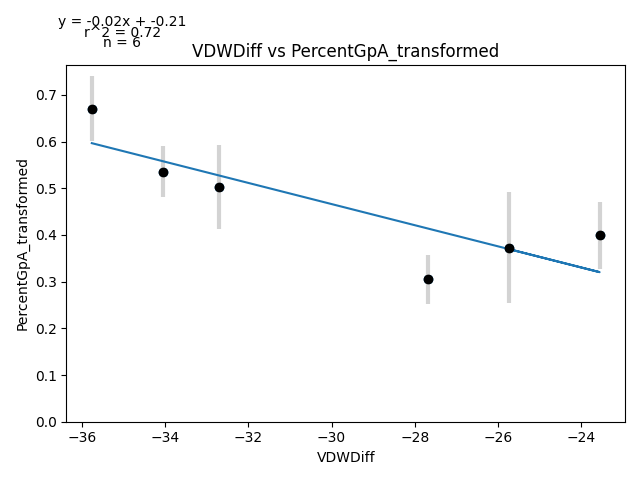 y = -0.02x + -0.21
r^2 = 0.72
n = 6
VDWDiff vs PercentGpA_transformed
0.7
0.6
0.5
0.4
0.3
0.2
0.1
0.0
PercentGpA_transformed
−36 −34 −32 −30 −28 −26 −24
VDWDiff